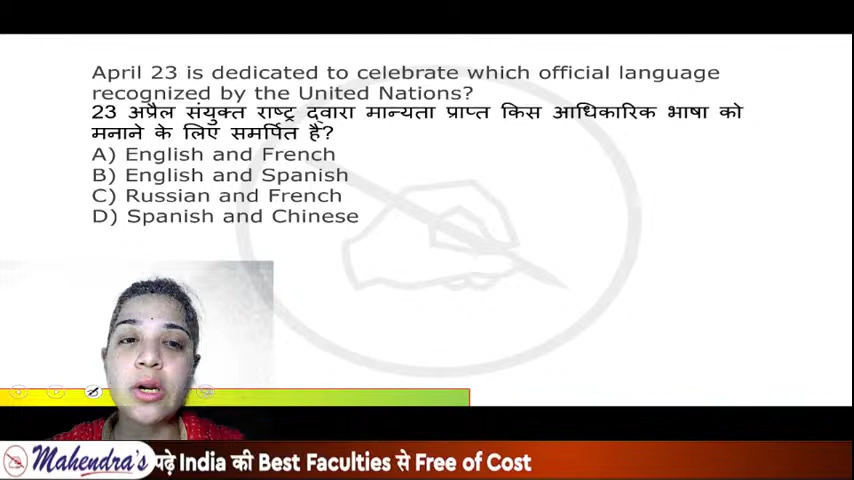 April 23 is dedicated to celebrate which official language
recognized by the United Nations?
23 अप्रैल संयुक्त राष्ट्र द्वारा मान्यता प्राप्त किस आधिकारिक भाषा को
मनाने के लिए समर्पित है?
A) English and French
B) English and Spanish
C) Russian and French
D) Spanish and Chinese
Mahendra's पढ़े India की Best Faculties से Free of Cost